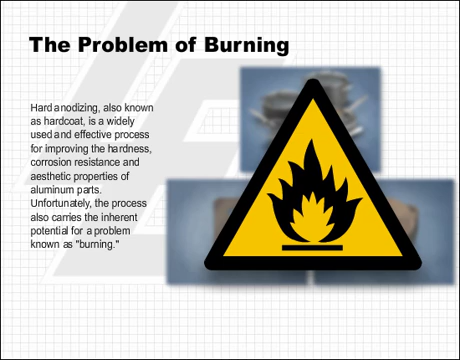 The Problem of Burning
Hard anodizing, also known
as hardcoat, is a widely
used and effective process
for improving the hardness,
corrosion resistance and
aesthetic properties of
aluminum parts.
Unfortunately, the process
also carries the inherent
potential for a problem
known as "burning."